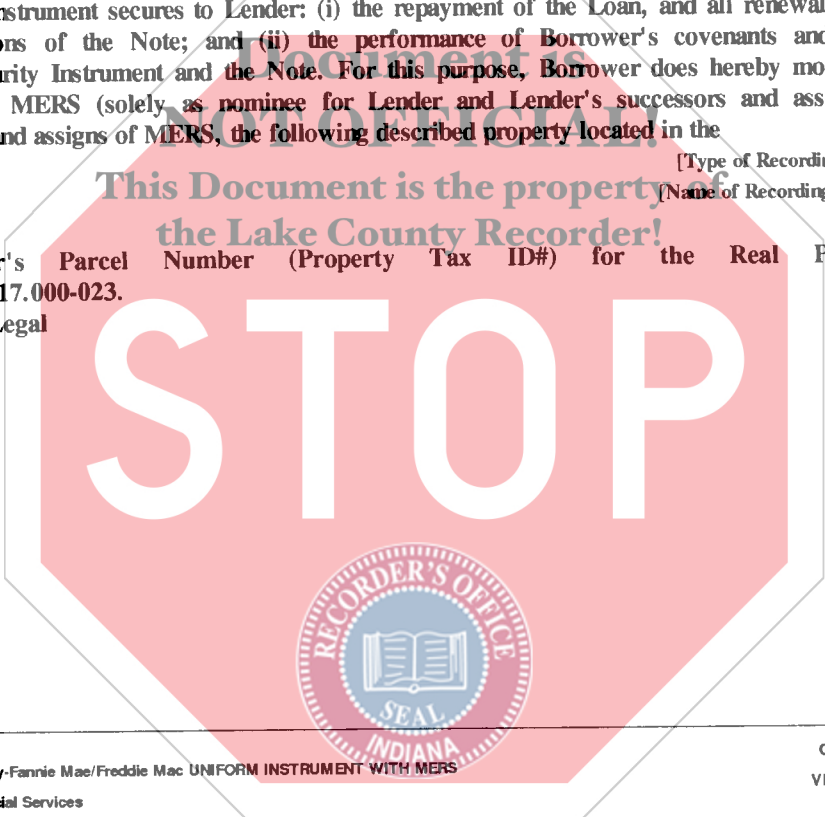 nstrument secures to Lender: (i) the repayment of the Loan, and all renewal
ons of the Note; and (ii) the performance of Borrower's covenants and
Document is
urity Instrument and the Note. For this purpose, Borrower does hereby mo
MERS (solely as nominee for Lender and Lender's successors and ass
NOT OFFICIAL!
nd assigns of MERS, the following described property located in the
[Type of Recordin
This Document is the property of
[Name of Recording
the Lake County Recorder!
r's Parcel Number (Property Tax ID#) for the Real P
17.000-023.
Legal
STOP
RECORDER'S OFFICE
SEAL
INDIANA
y-Fannie Mae/Freddie Mac UNIFORM INSTRUMENT WITH MERS
VI
ial Services